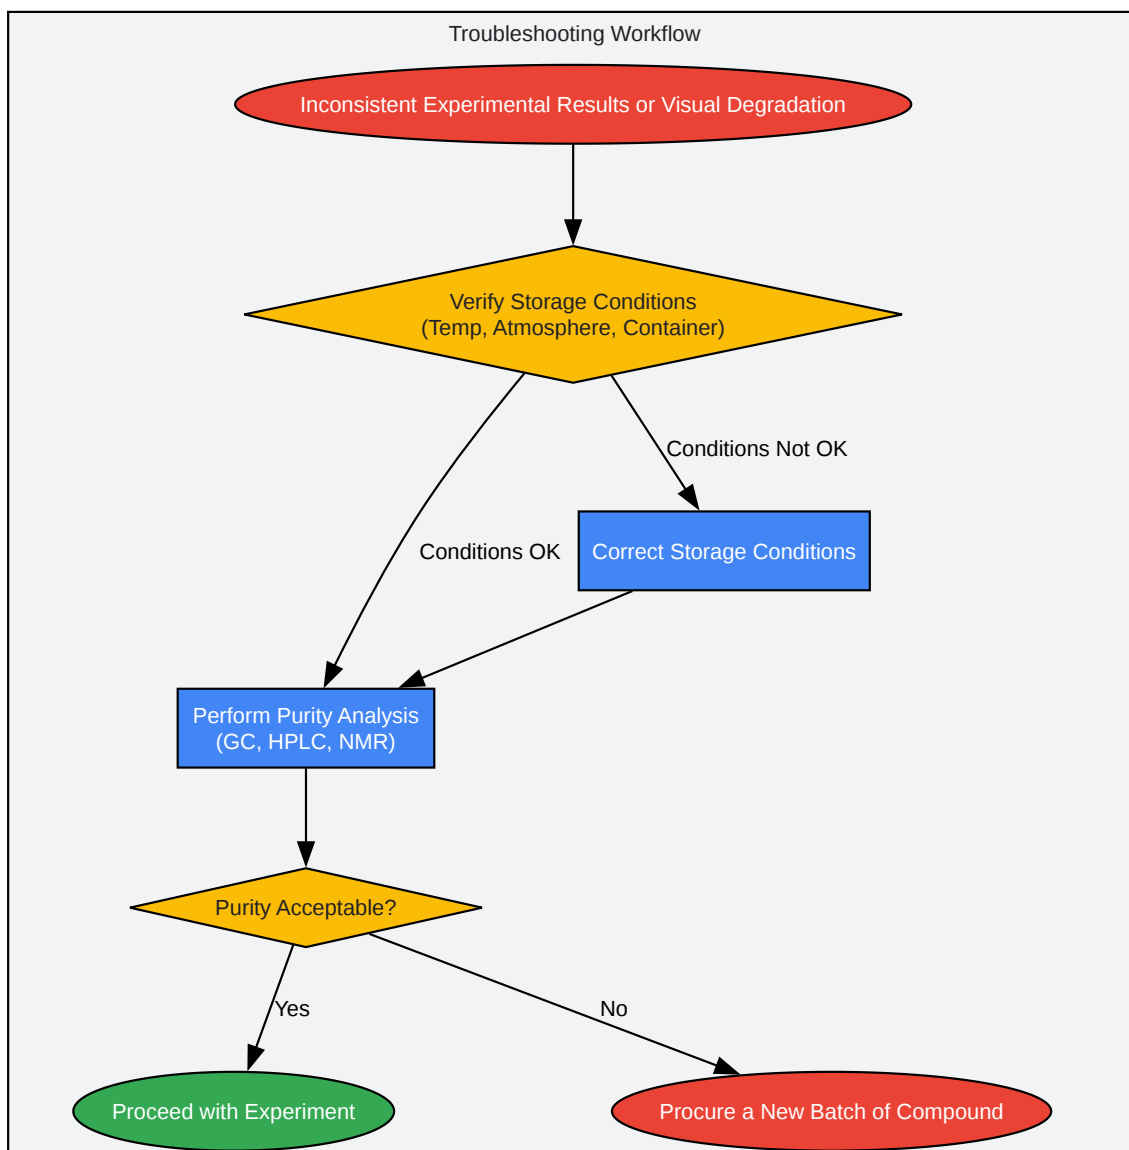 Troubleshooting Workflow
Inconsistent Experimental Results or Visual Degradation
Verify Storage Conditions
(Temp, Atmosphere, Container)
Conditions Not OK
Conditions OK
Correct Storage Conditions
Perform Purity Analysis
(GC, HPLC, NMR)
Purity Acceptable?
Yes
No
Proceed with Experiment
Procure a New Batch of Compound